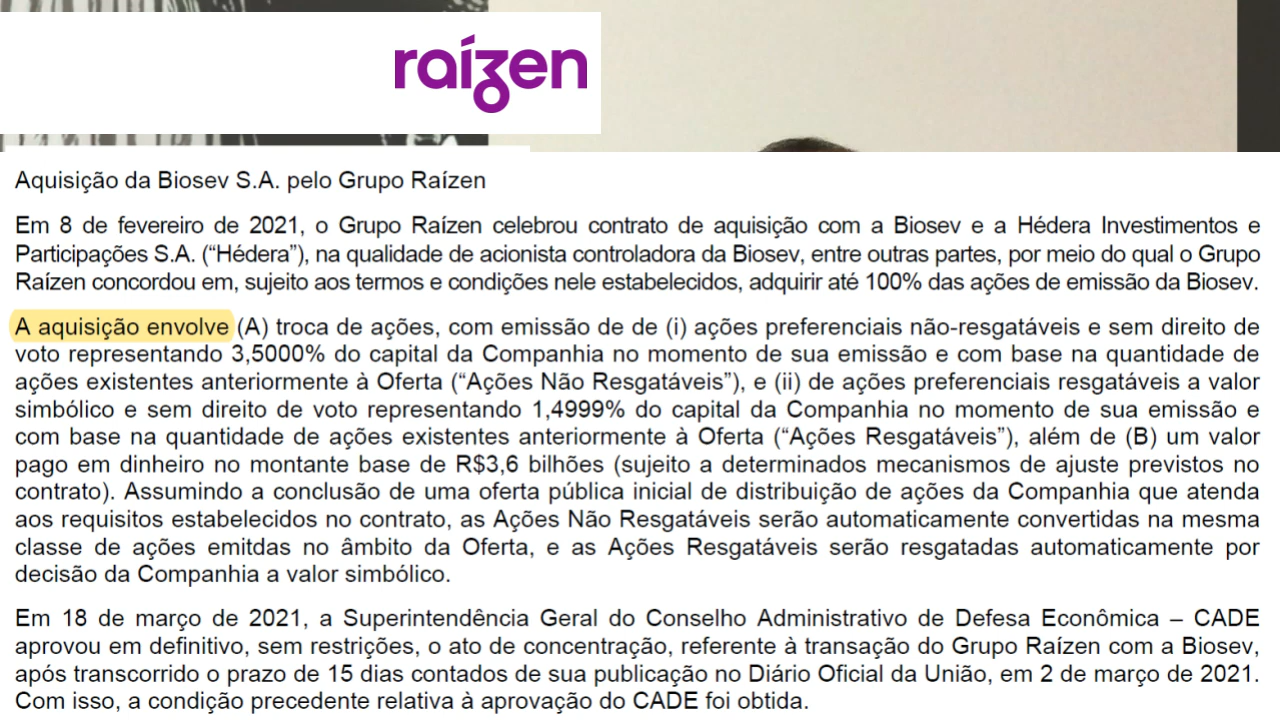 raízen
Aquisição da Biosev S.A. pelo Grupo Raízen
Em 8 de fevereiro de 2021, o Grupo Raízen celebrou contrato de aquisição com a Biosev e a Hédera Investimentos e
Participações S.A. (“Hédera”), na qualidade de acionista controladora da Biosev, entre outras partes, por meio do qual o Grupo
Raízen concordou em, sujeito aos termos e condições nele estabelecidos, adquirir até 100% das ações de emissão da Biosev.
A aquisição envolve (A) troca de ações, com emissão de de (i) ações preferenciais não-resgatáveis e sem direito de
voto representando 3,5000% do capital da Companhia no momento de sua emissão e com base na quantidade de
ações existentes anteriormente à Oferta (“Ações Não Resgatáveis”), e (ii) de ações preferenciais resgatáveis a valor
simbólico e sem direito de voto representando 1,4999% do capital da Companhia no momento de sua emissão e
com base na quantidade de ações existentes anteriormente à Oferta (“Ações Resgatáveis”), além de (B) um valor
pago em dinheiro no montante base de R$3,6 bilhões (sujeito a determinados mecanismos de ajuste previstos no
contrato). Assumindo a conclusão de uma oferta pública inicial de distribuição de ações da Companhia que atenda
aos requisitos estabelecidos no contrato, as Ações Não Resgatáveis serão automaticamente convertidas na mesma
classe de ações emitdas no âmbito da Oferta, e as Ações Resgatáveis serão resgatadas automaticamente por
decisão da Companhia a valor simbólico.
Em 18 de março de 2021, a Superintendência Geral do Conselho Administrativo de Defesa Econômica – CADE
aprovou em definitivo, sem restrições, o ato de concentração, referente à transação do Grupo Raízen com a Biosev,
após transcorrido o prazo de 15 dias contados de sua publicação no Diário Oficial da União, em 2 de março de 2021.
Com isso, a condição precedente relativa à aprovação do CADE foi obtida.